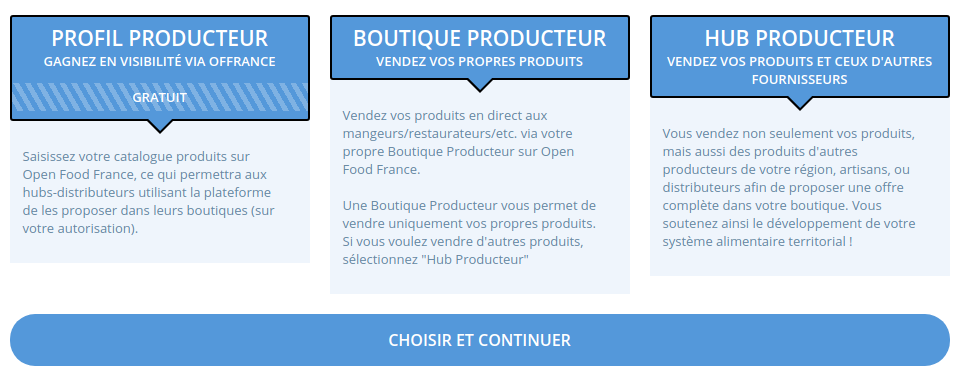 PROFIL PRODUCTEUR
GAGNEZ EN VISIBILITÉ VIA OFFRANCE
GRATUIT
Saisissez votre catalogue produits sur
Open Food France, ce qui permettra aux
hubs-distributeurs utilisant la plateforme
de les proposer dans leurs boutiques (sur
votre autorisation).
BOUTIQUE PRODUCTEUR
VENDEZ VOS PROPRES PRODUITS
Vendez vos produits en direct aux
mangeurs/restaurateurs/etc. via votre
propre Boutique Producteur sur Open
Food France.
Une Boutique Producteur vous permet de
vendre uniquement vos propres produits.
Si vous voulez vendre d'autres produits,
sélectionnez "Hub Producteur"
HUB PRODUCTEUR
VENDEZ VOS PRODUITS ET CEUX D'AUTRES
FOURNISSEURS
Vous vendez non seulement vos produits,
mais aussi des produits d'autres
producteurs de votre région, artisans, ou
distributeurs afin de proposer une offre
complète dans votre boutique. Vous
soutenez ainsi le développement de votre
système alimentaire territorial !
CHOISIR ET CONTINUER